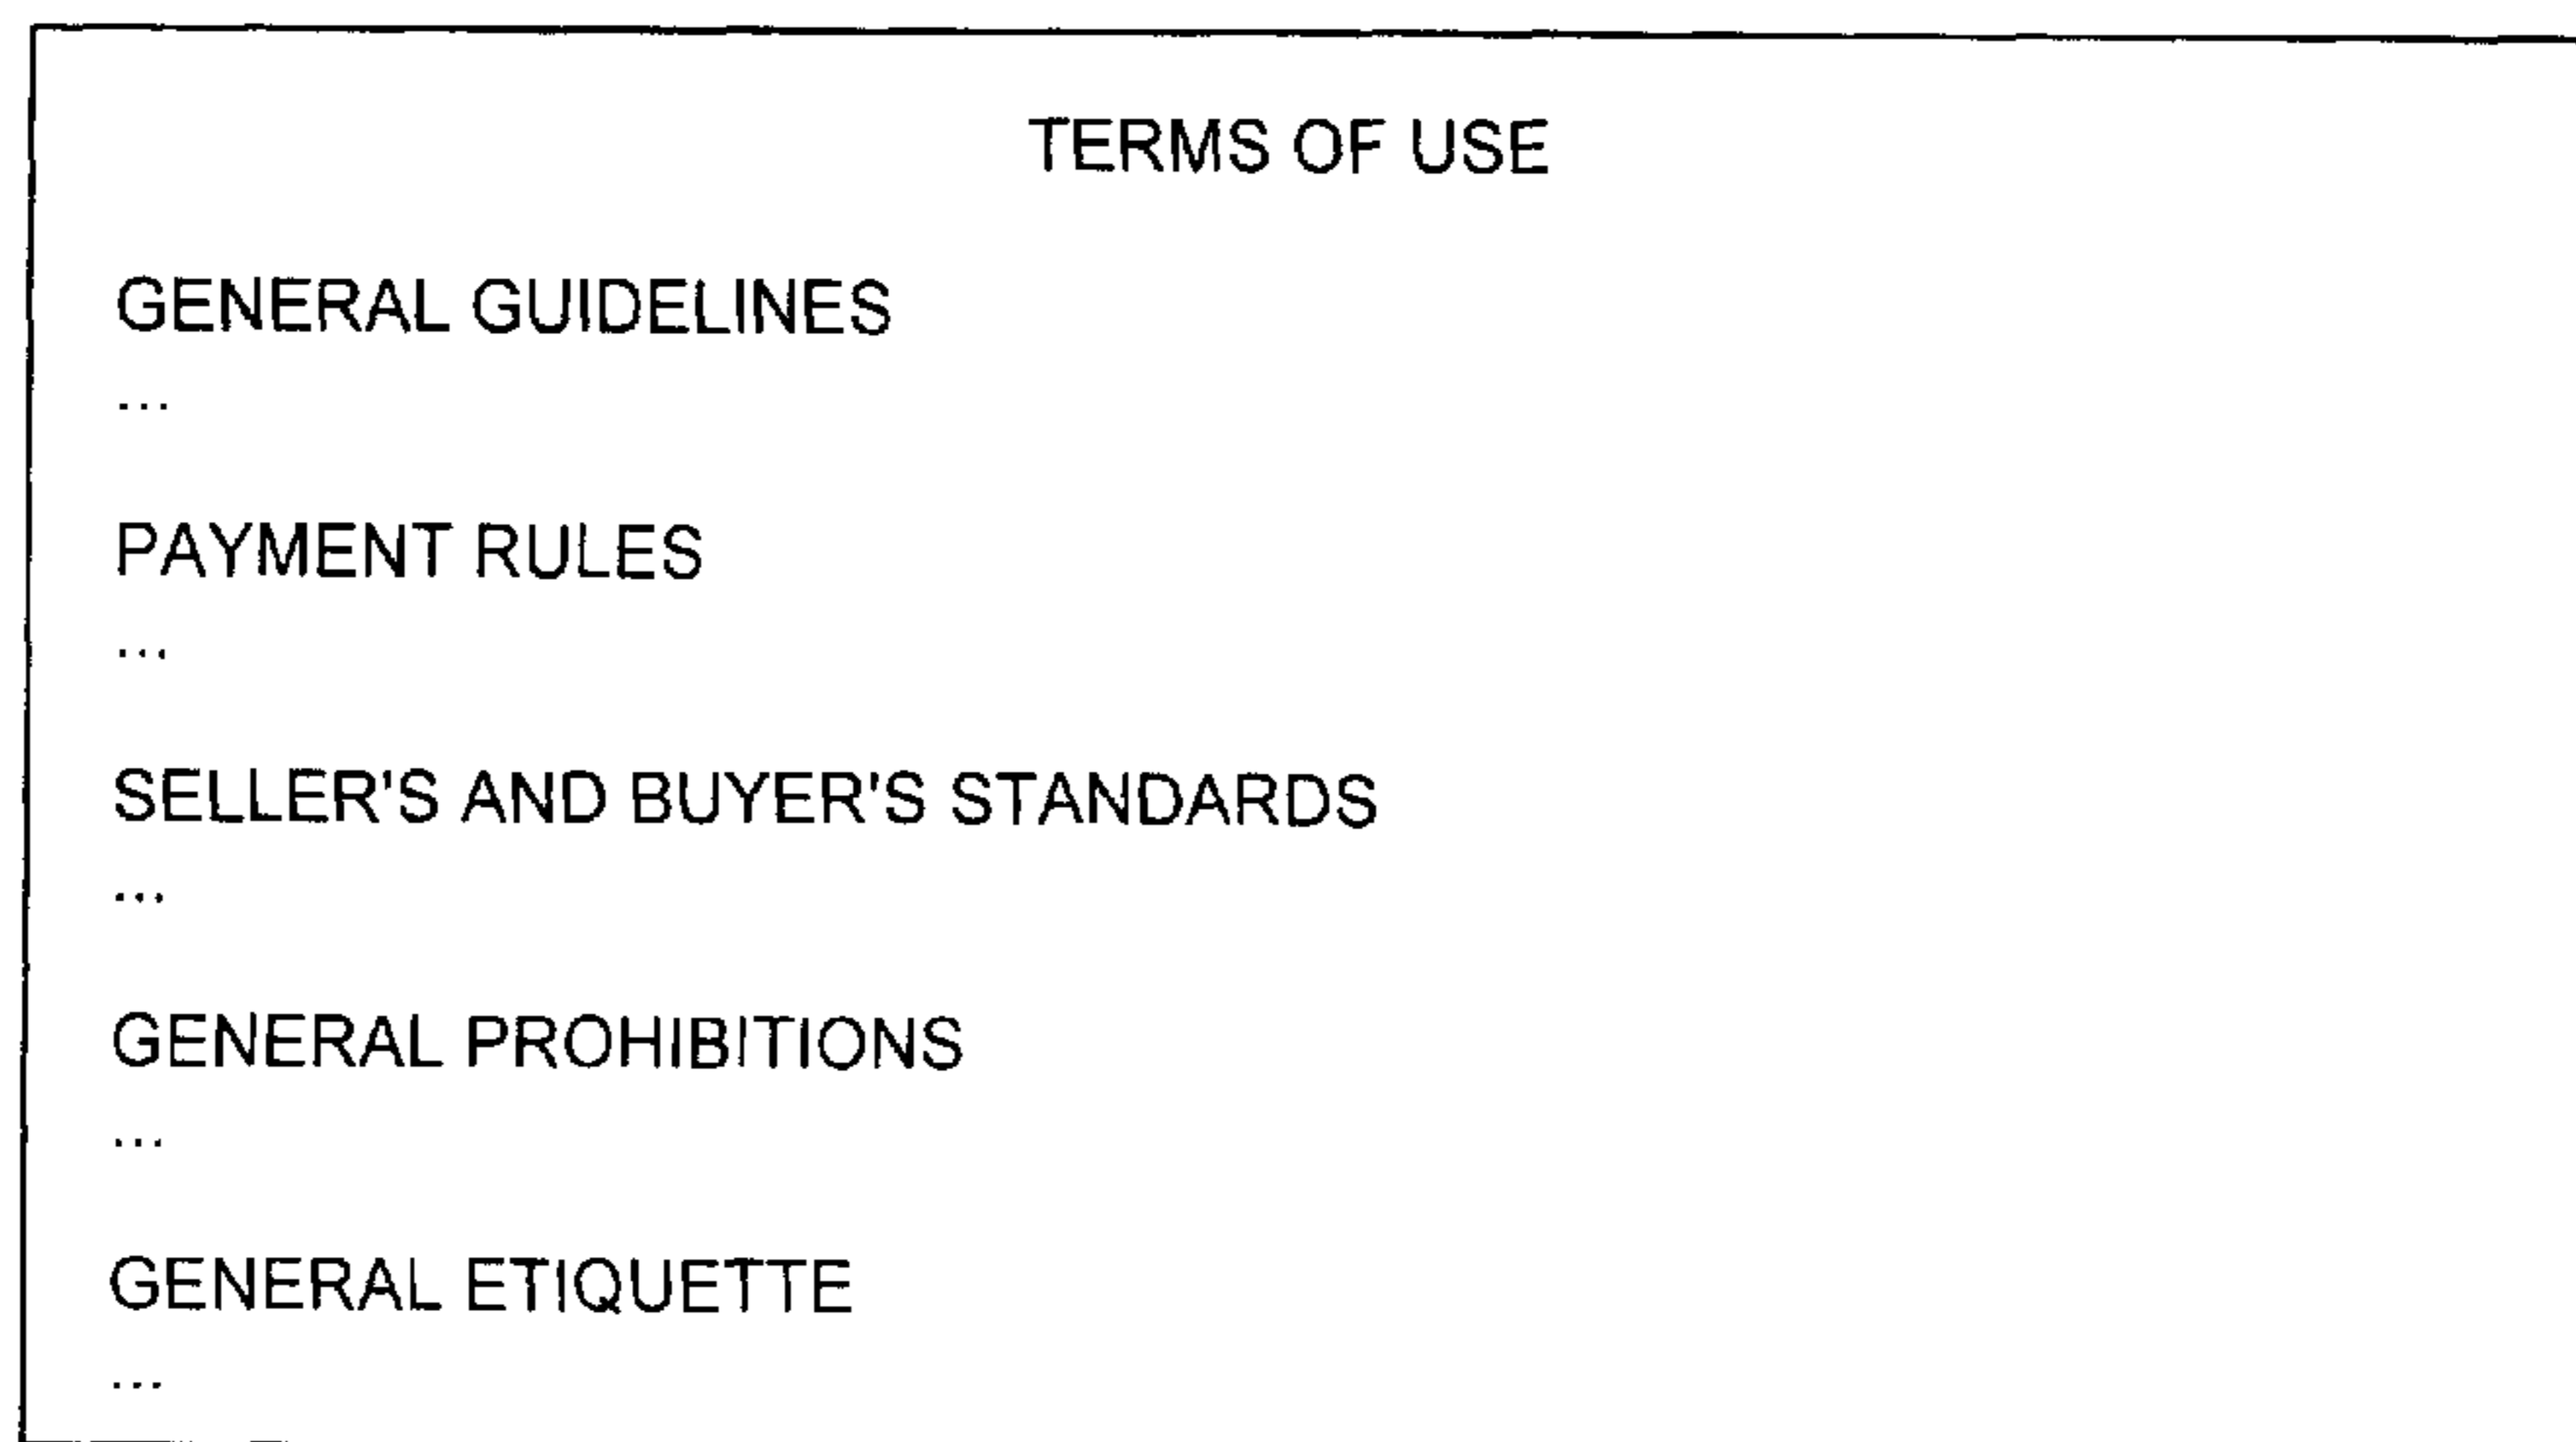 TERMS OF USE
GENERAL GUIDELINES
...
PAYMENT RULES
...
SELLER'S AND BUYER'S STANDARDS
...
GENERAL PROHIBITIONS
...
GENERAL ETIQUETTE
...